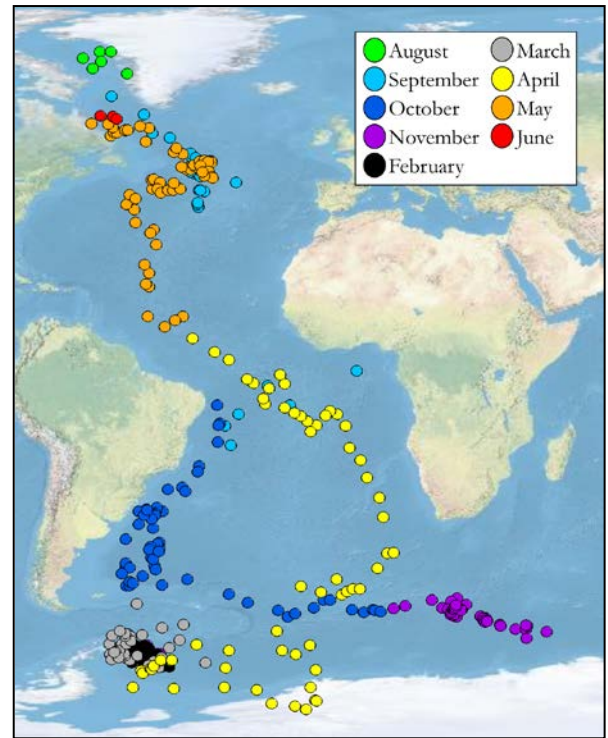 August
September
October
November
February
March
April
May
June